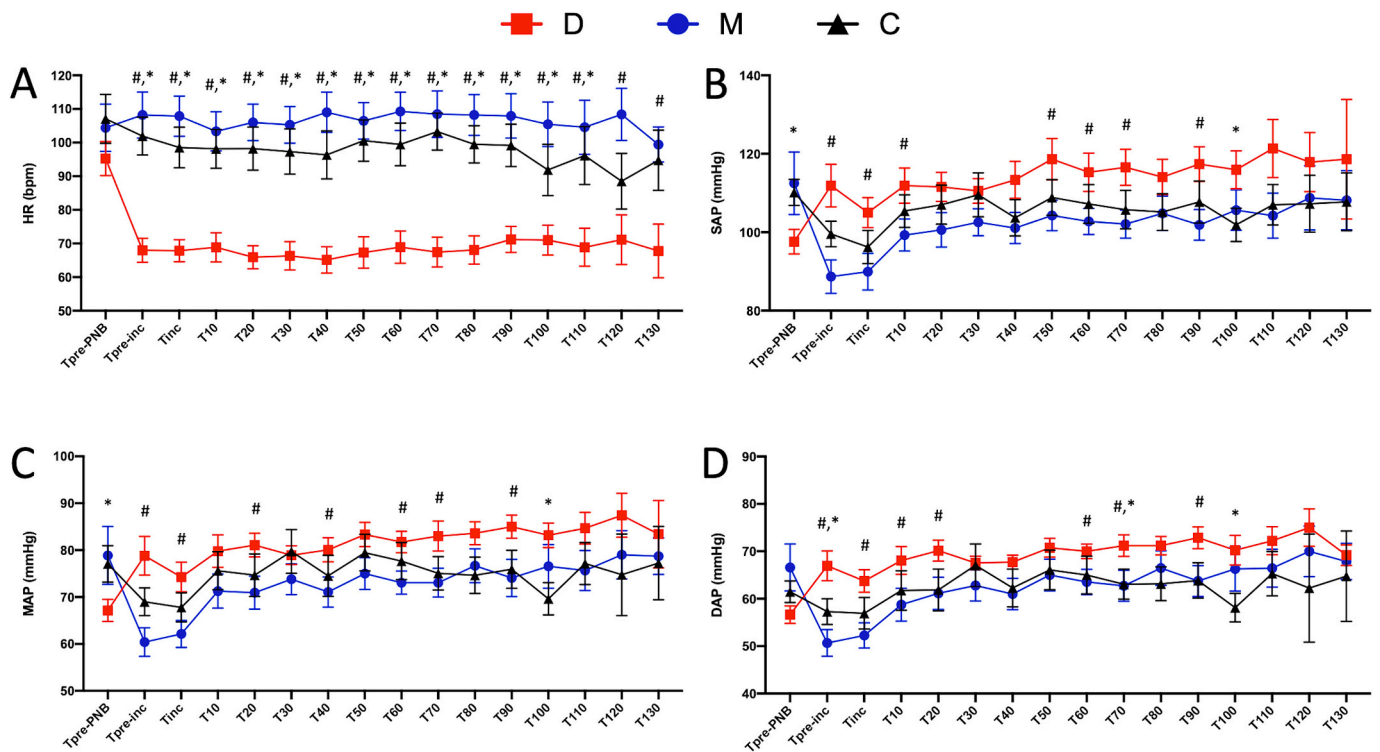 D M C
A
HR (bpm)
120
110
100
90
80
70
60
50
#,* #,* #,* #,* #,* #,* #,* #,* #,* #,* #,* #,* #,* # #
Tpre-PNB Tpre-inc Tinc T10 T20 T30 T40 T50 T60 T70 T80 T90 T100 T110 T120 T130
B
SAP (mmHg)
140
120
100
80
* # # # # # # # *
Tpre-PNB Tpre-inc Tinc T10 T20 T30 T40 T50 T60 T70 T80 T90 T100 T110 T120 T130
C
MAP (mmHg)
100
90
80
70
60
50
* # # # # # # # *
Tpre-PNB Tpre-inc Tinc T10 T20 T30 T40 T50 T60 T70 T80 T90 T100 T110 T120 T130
D
DAP (mmHg)
90
80
70
60
50
40
#,* # # # # #,* # *
Tpre-PNB Tpre-inc Tinc T10 T20 T30 T40 T50 T60 T70 T80 T90 T100 T110 T120 T130